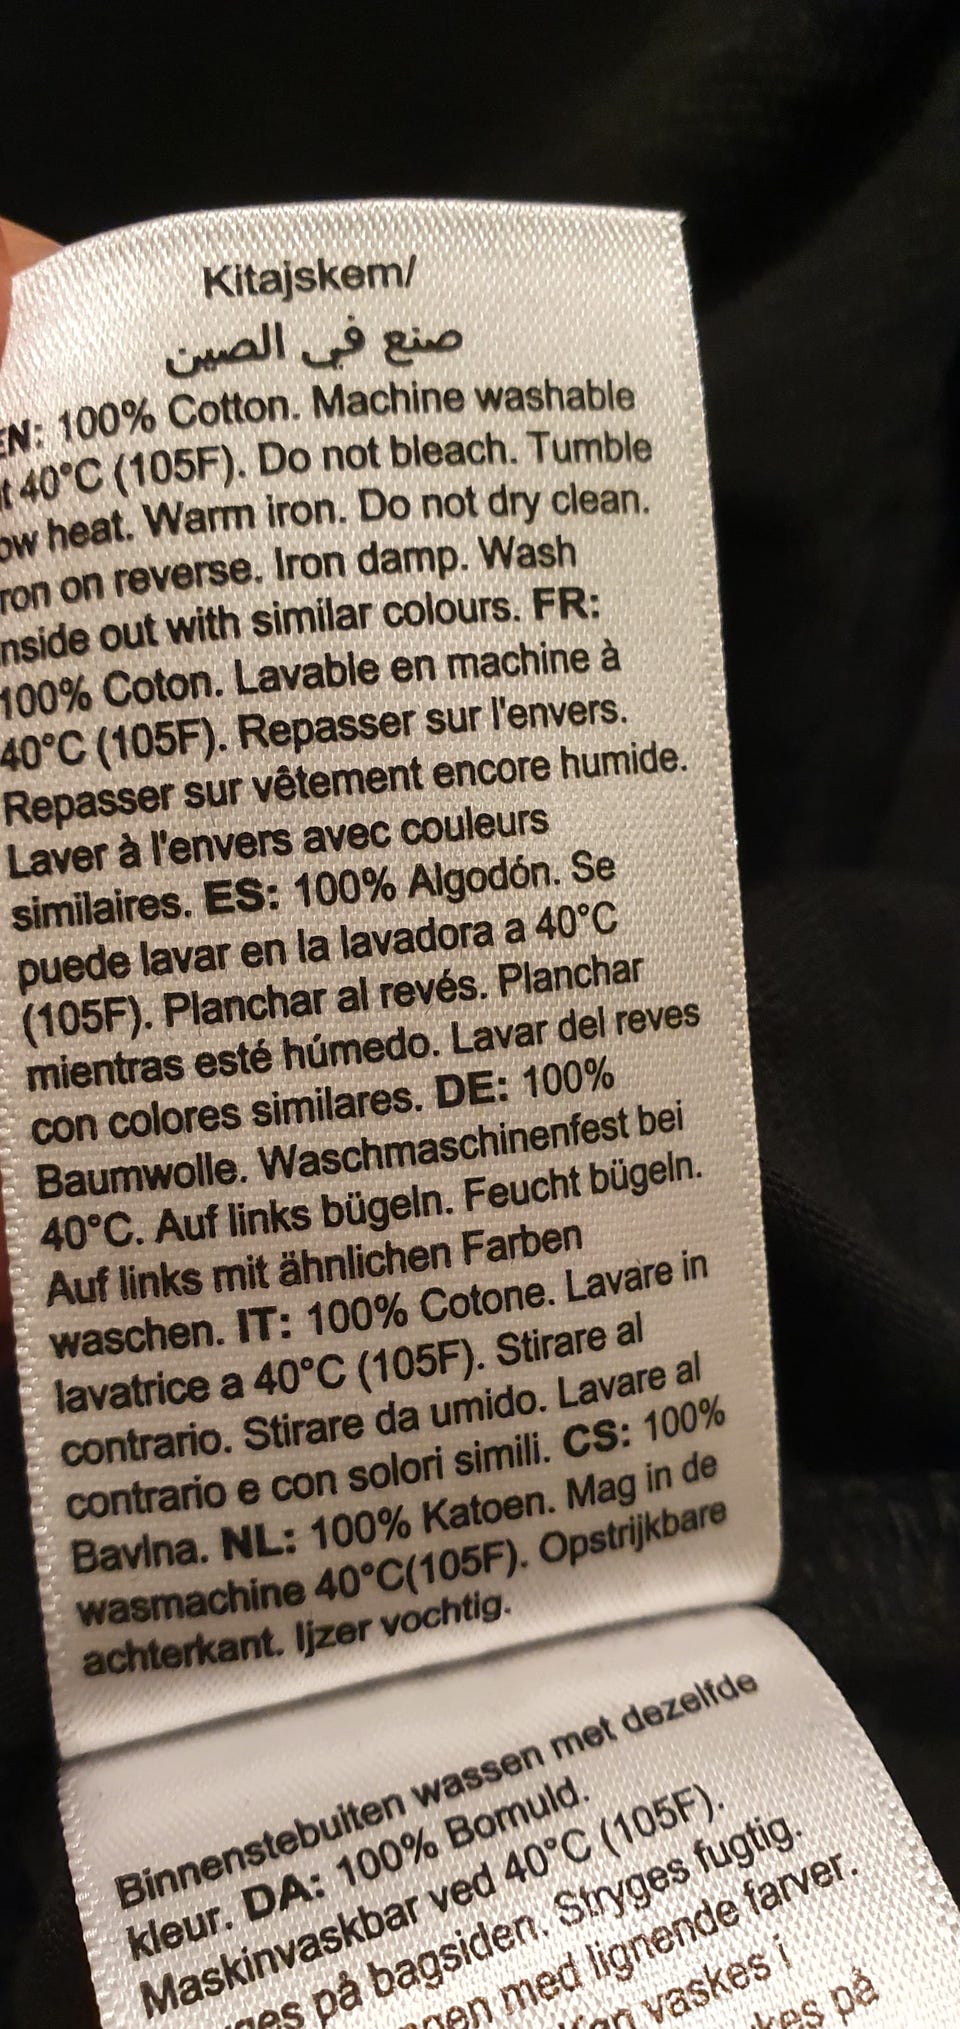 Kitajskem/
صنع في الصين
EN: 100% Cotton. Machine washable
40°C (105F). Do not bleach. Tumble
heat. Warm iron. Do not dry clean.
on reverse. Iron damp. Wash
out with similar colours. FR:
100% Coton. Lavable en machine à
40°C (105F). Repasser sur l'envers.
Repasser sur vêtement encore humide.
Laver à l'envers avec couleurs
similaires. ES: 100% Algodón. Se
puede lavar en la lavadora a 40°C
(105F). Planchar al revés. Planchar
mientras esté húmedo. Lavar del reves
con colores similares. DE: 100%
Baumwolle. Waschmaschinenfest bei
40°C. Auf links bügeln. Feucht bügeln.
Auf links mit ähnlichen Farben
waschen. IT: 100% Cotone. Lavare in
lavatrice a 40°C (105F). Stirare al
contrario. Stirare da umido. Lavare al
contrario e con solori simili. CS: 100%
Bavlna. NL: 100% Katoen. Mag in de
wasmachine 40°C(105F). Opstrijkbare
achterkant. Ijzer vochtig.
Binnenstebuiten wassen met dezelfde
kleur. DA: 100% Bomuld.
Maskinvaskbar ved 40°C (105F).
på bagsiden. Stryges fugtig.
med lignende farver.
vaskes i
på